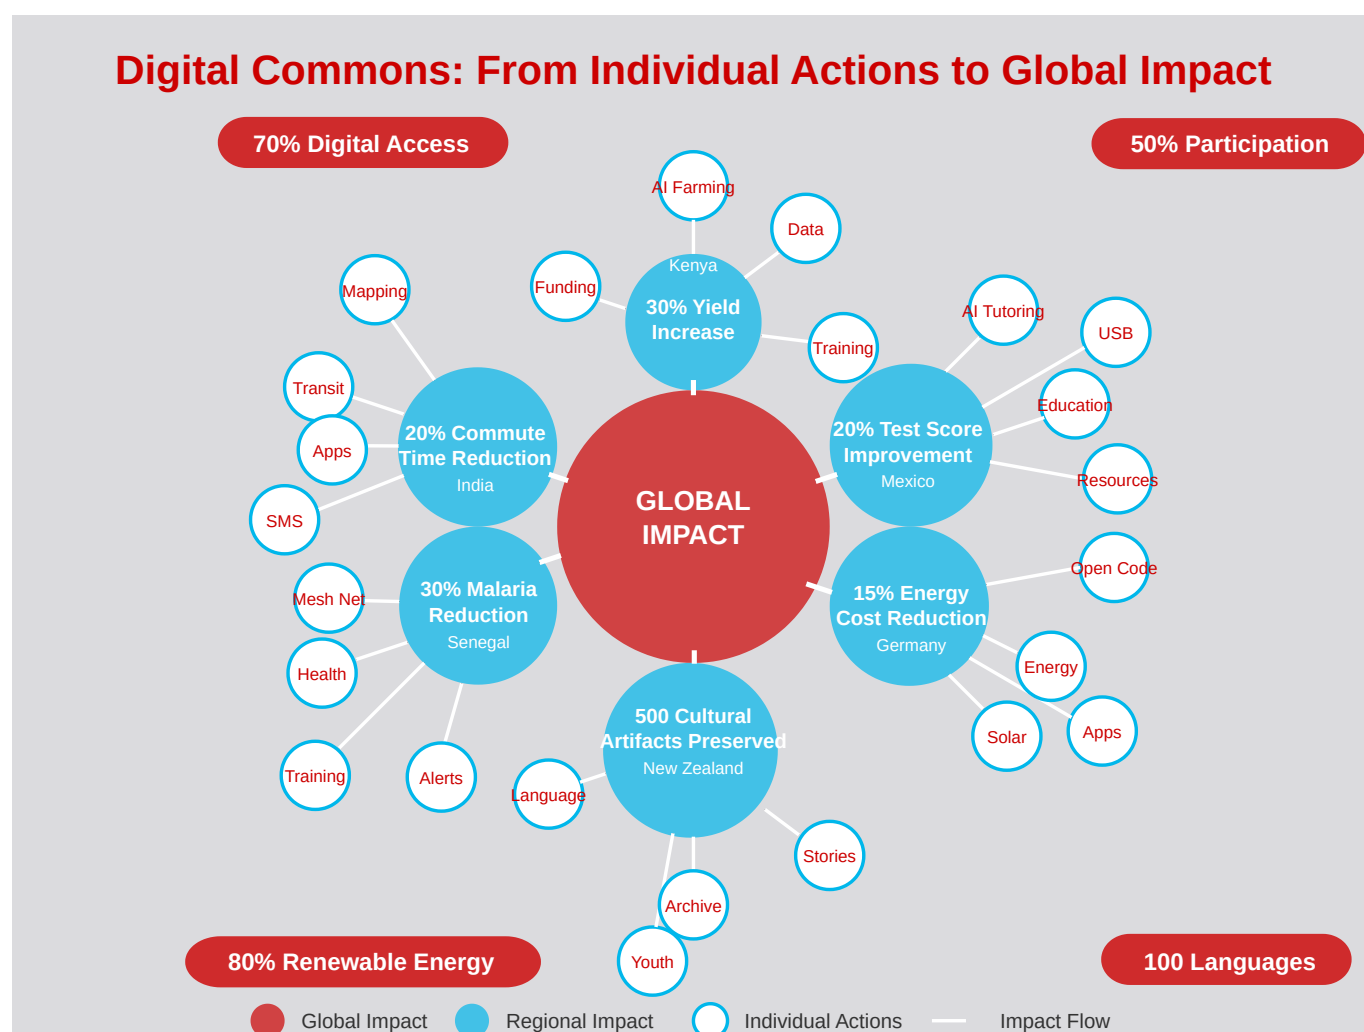 Digital Commons: From Individual Actions to Global Impact
70% Digital Access
50% Participation
AI Farming
Data
Funding
Training
Kenya
30% Yield
Increase
Mapping
Transit
Apps
SMS
20% Commute
Time Reduction
India
AI Tutoring
USB
Education
Resources
20% Test Score
Improvement
Mexico
GLOBAL
IMPACT
Mesh Net
Health
Training
Alerts
30% Malaria
Reduction
Senegal
Open Code
Energy
Apps
Solar
15% Energy
Cost Reduction
Germany
500 Cultural
Artifacts Preserved
New Zealand
Language
Stories
Archive
Youth
80% Renewable Energy
100 Languages
Global Impact
Regional Impact
Individual Actions
Impact Flow